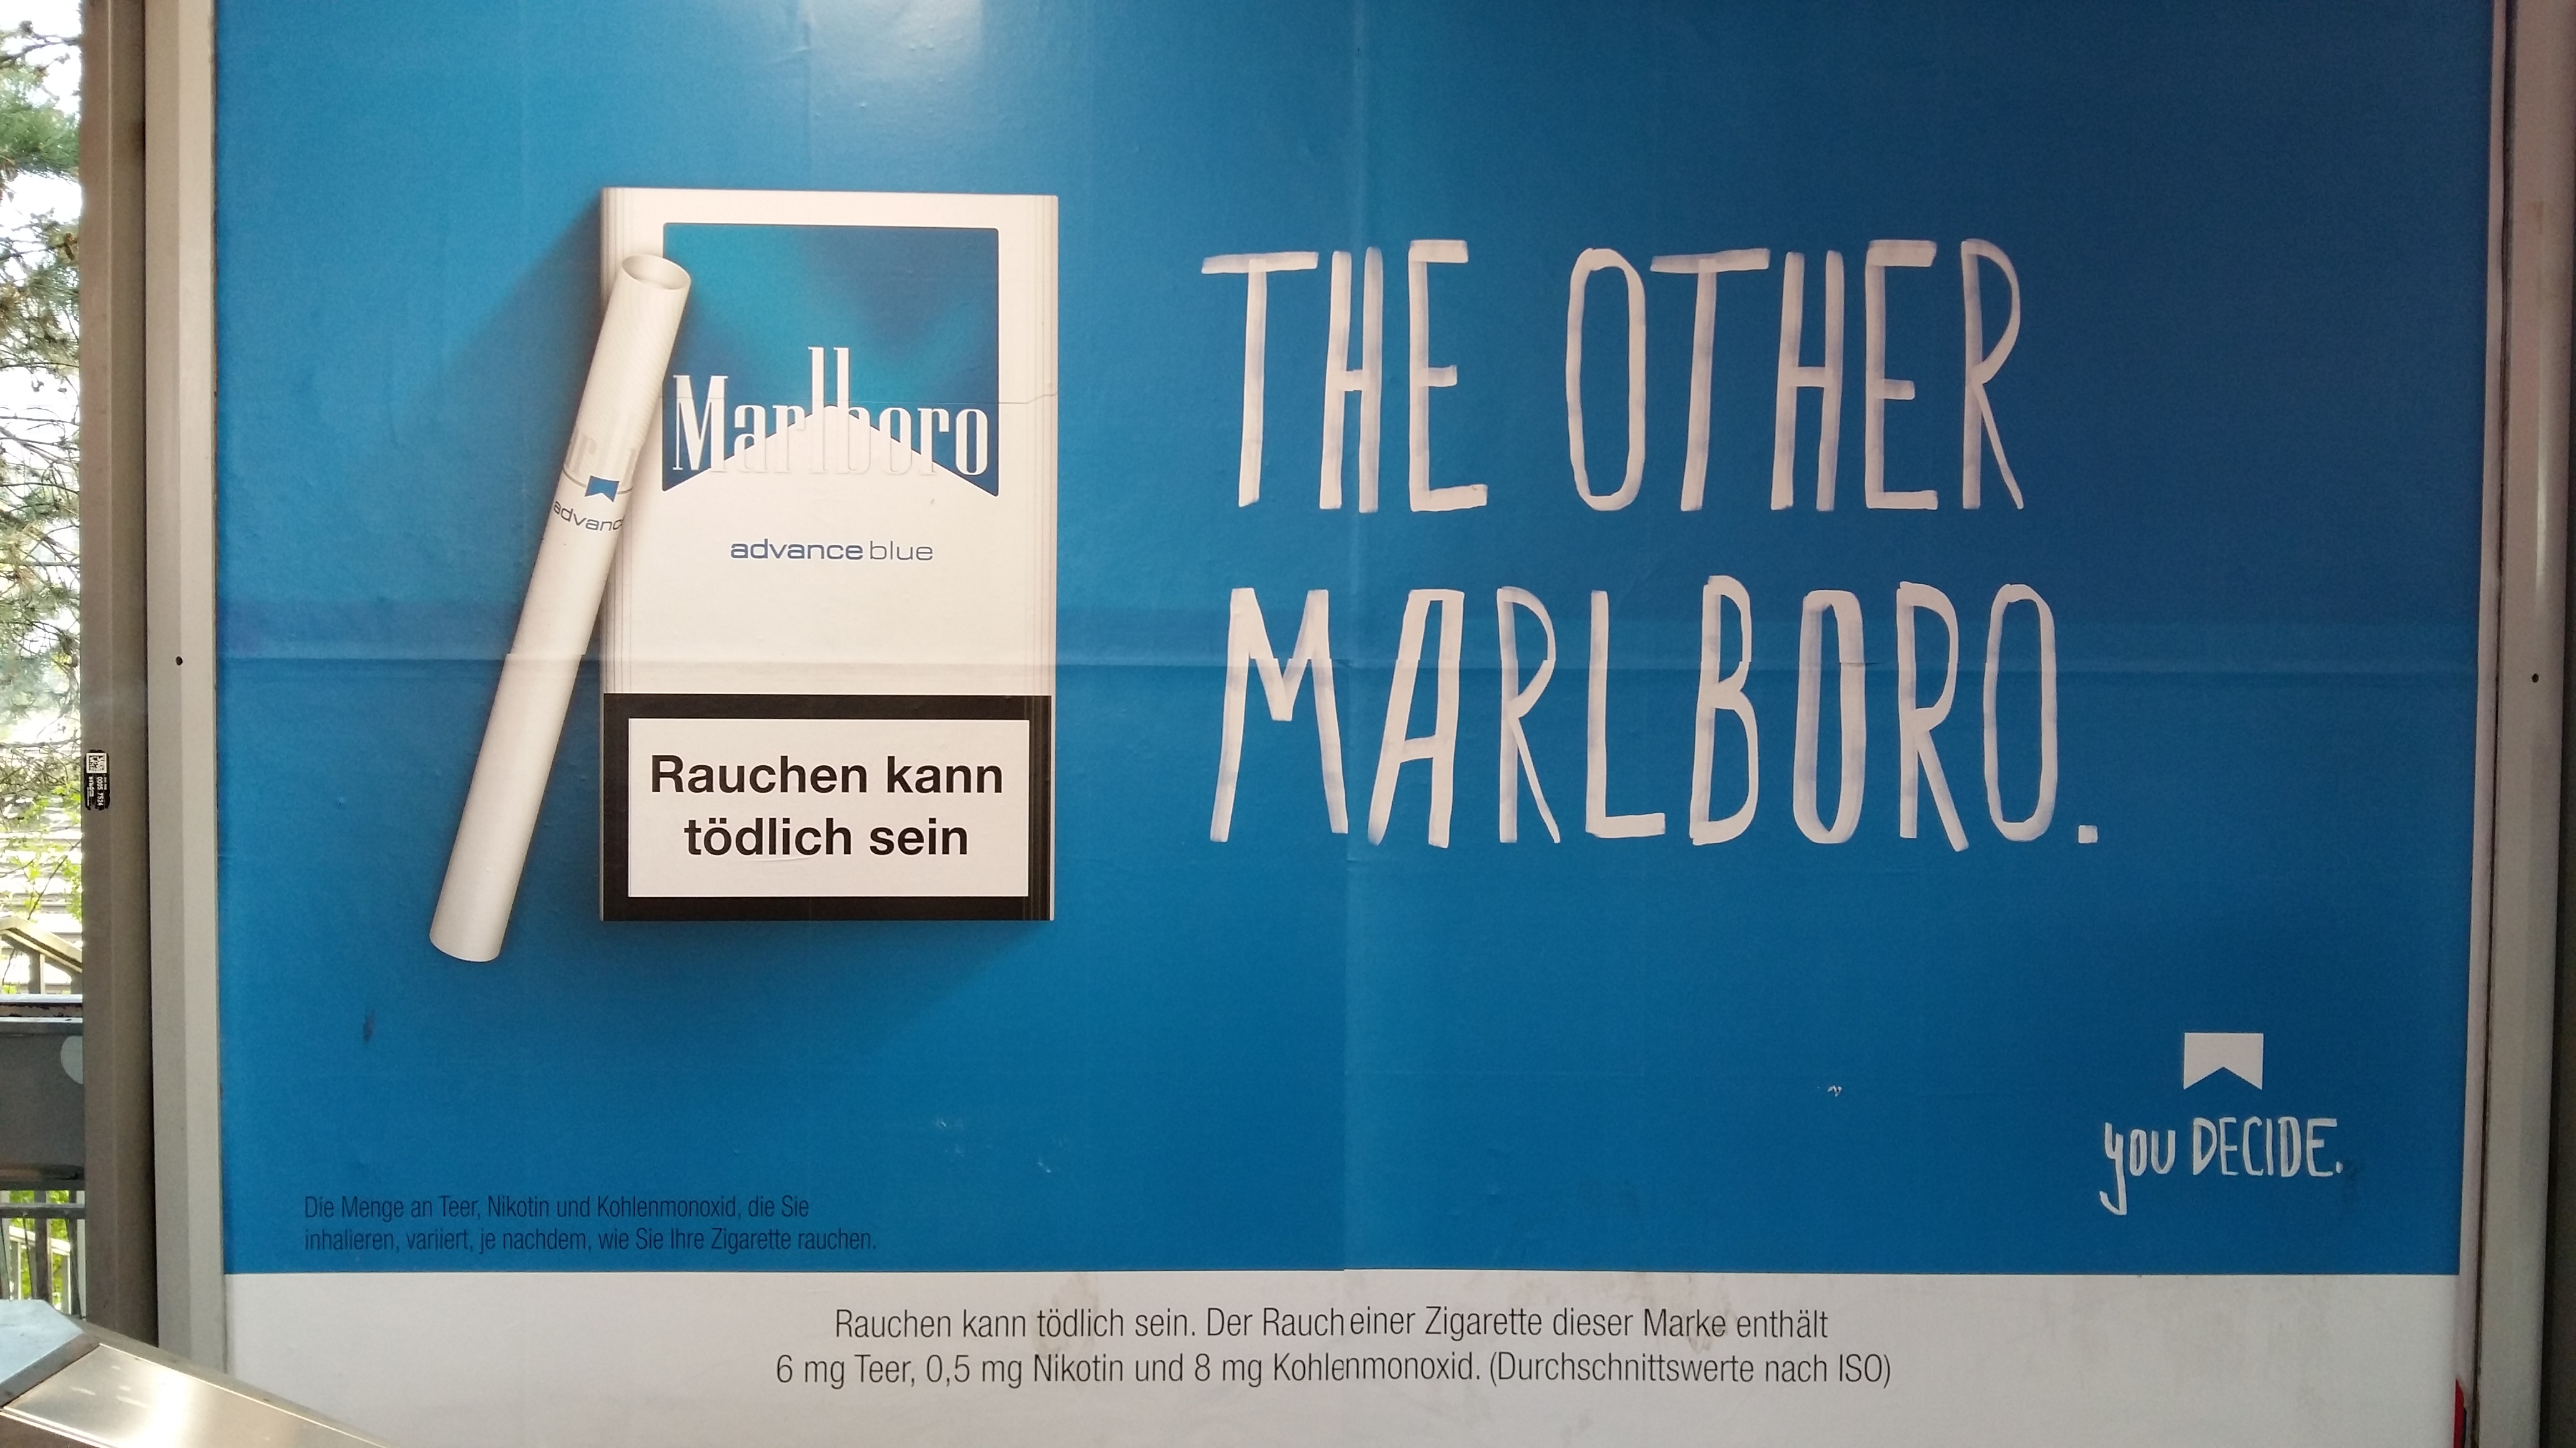 Marlboro
advance
advance blue
Rauchen kann
tödlich sein
THE OTHER
MARLBORO.
you DECIDE.
Die Menge an Teer, Nikotin und Kohlenmonoxid, die Sie
inhalieren, variiert, je nachdem, wie Sie Ihre Zigarette rauchen.
Rauchen kann tödlich sein. Der Rauch einer Zigarette dieser Marke enthält
6 mg Teer, 0,5 mg Nikotin und 8 mg Kohlenmonoxid. (Durchschnittswerte nach ISO)